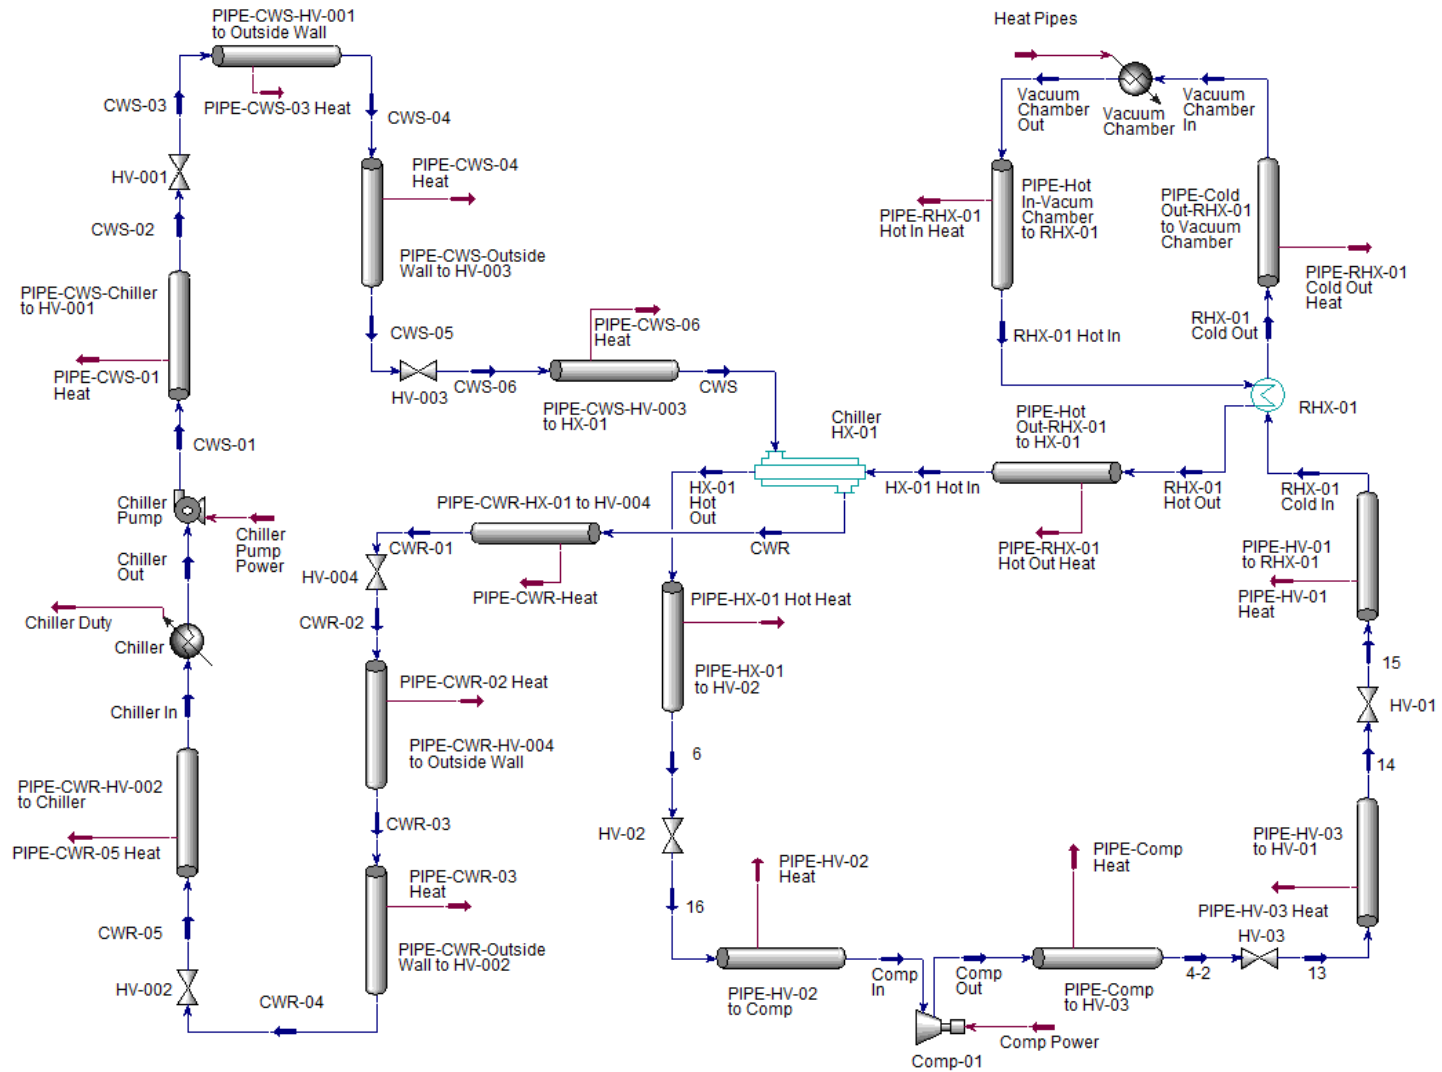 PIPE-CWS-HV-001
to Outside Wall
PIPE-CWS-03 Heat
CWS-03
CWS-04
HV-001
PIPE-CWS-04
Heat
CWS-02
PIPE-CWS-Outside
Wall to HV-003
PIPE-CWS-Chiller
to HV-001
PIPE-CWS-01
Heat
CWS-05
HV-003
CWS-06
PIPE-CWS-06
Heat
PIPE-CWS-HV-003
to HX-01
CWS
CWS-01
Chiller
Pump
Chiller
Pump
Power
Chiller
Out
Chiller Duty
Chiller
Chiller In
PIPE-CWR-HV-002
to Chiller
PIPE-CWR-05 Heat
CWR-05
HV-002
CWR-04
PIPE-CWR-HX-01 to HV-004
CWR-01
HV-004
PIPE-CWR-Heat
CWR
CWR-02
PIPE-CWR-02 Heat
PIPE-CWR-HV-004
to Outside Wall
CWR-03
PIPE-CWR-03
Heat
PIPE-CWR-Outside
Wall to HV-002
Chiller
HX-01
HX-01
Hot
Out
HX-01 Hot In
PIPE-HX-01 Hot Heat
PIPE-HX-01
to HV-02
6
HV-02
16
PIPE-HV-02
Heat
PIPE-HV-02
to Comp
Comp
In
Comp
Out
Comp-01
Comp Power
PIPE-Comp
Heat
PIPE-Comp
to HV-03
4-2
HV-03
13
PIPE-HV-03 Heat
PIPE-HV-03
to HV-01
14
HV-01
15
PIPE-HV-01
to RHX-01
PIPE-HV-01
Heat
RHX-01
Cold In
RHX-01
Hot Out
PIPE-Hot
Out-RHX-01
to HX-01
PIPE-RHX-01
Hot Out Heat
RHX-01
RHX-01 Hot In
RHX-01
Cold Out
PIPE-RHX-01
Cold Out
Heat
PIPE-Cold
Out-RHX-01
to Vacuum
Chamber
PIPE-Hot
In-Vacum
Chamber
to RHX-01
PIPE-RHX-01
Hot In Heat
Heat Pipes
Vacuum
Chamber
Out
Vacuum
Chamber
Vacuum
Chamber
In